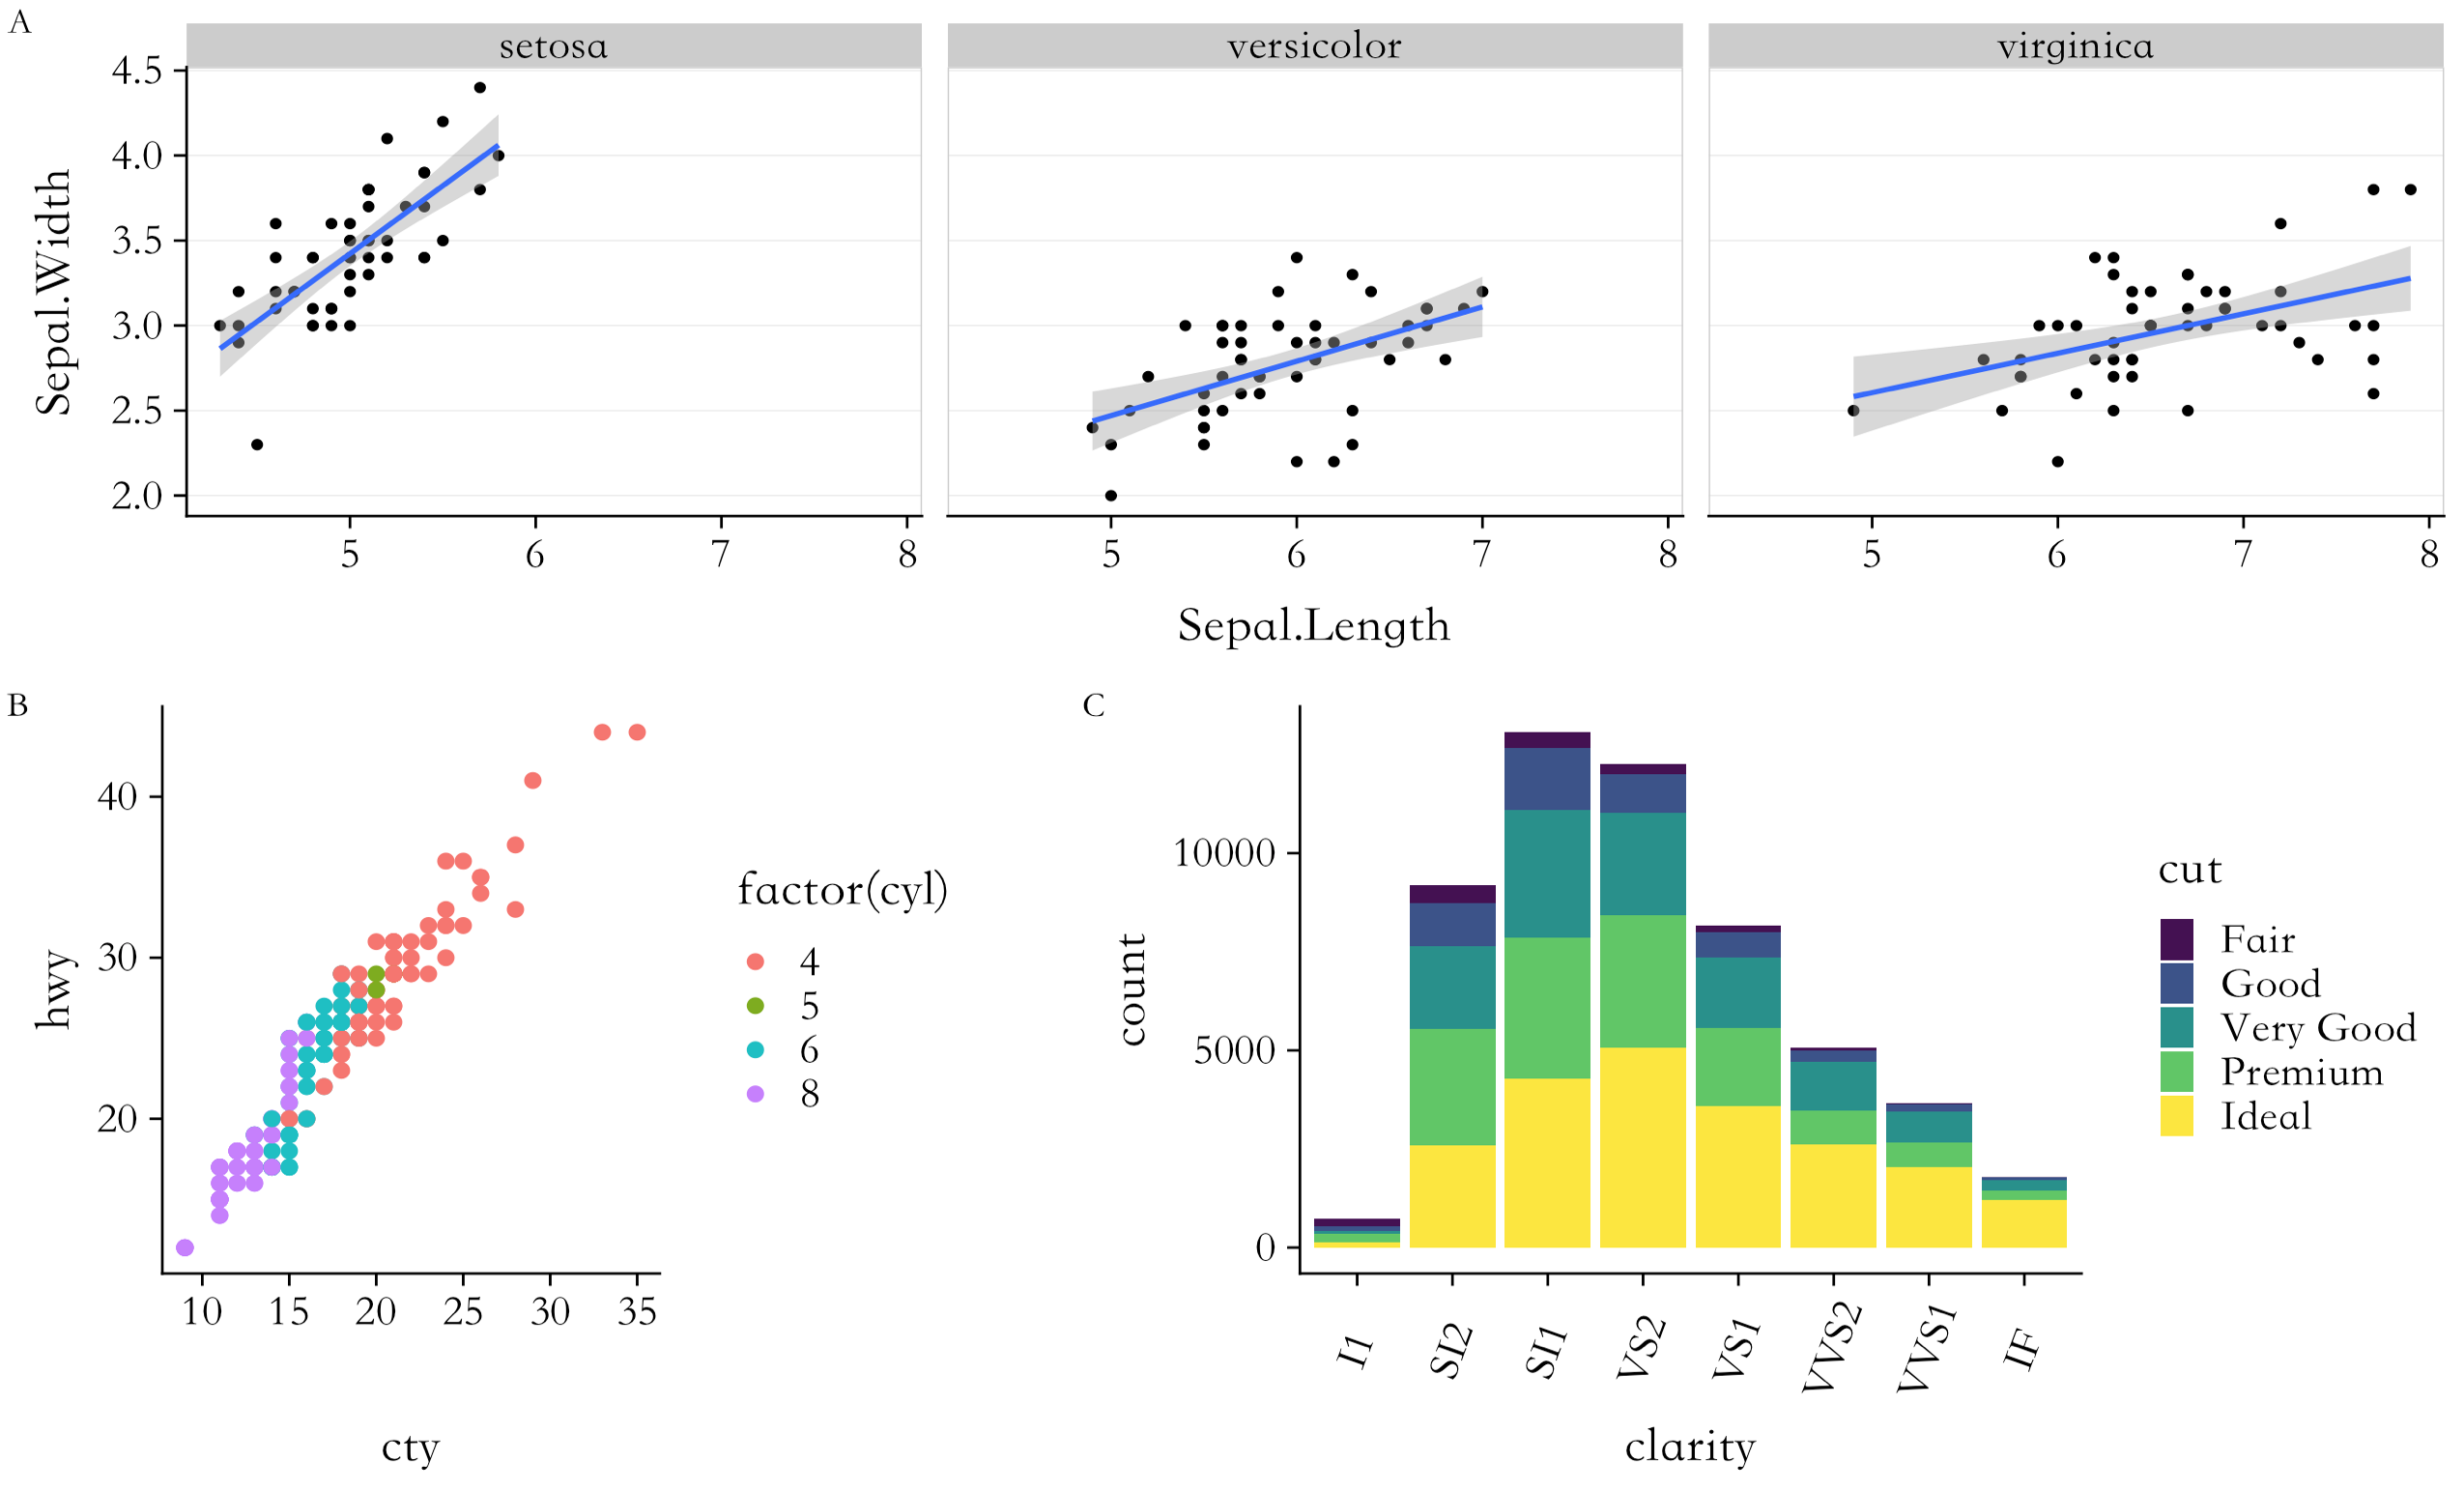 A
setosa versicolor virginica
4.5
4.0
3.5
3.0
2.5
2.0
Sepal.Width
5 6 7 8 5 6 7 8 5 6 7 8
Sepal.Length
B
40
30
20
hwy
10 15 20 25 30 35
cty
factor(cyl)
4
5
6
8
C
10000
5000
0
count
I1 SI2 SI1 VS2 VS1 VVS2 VVS1 IF
clarity
cut
Fair
Good
Very Good
Premium
Ideal